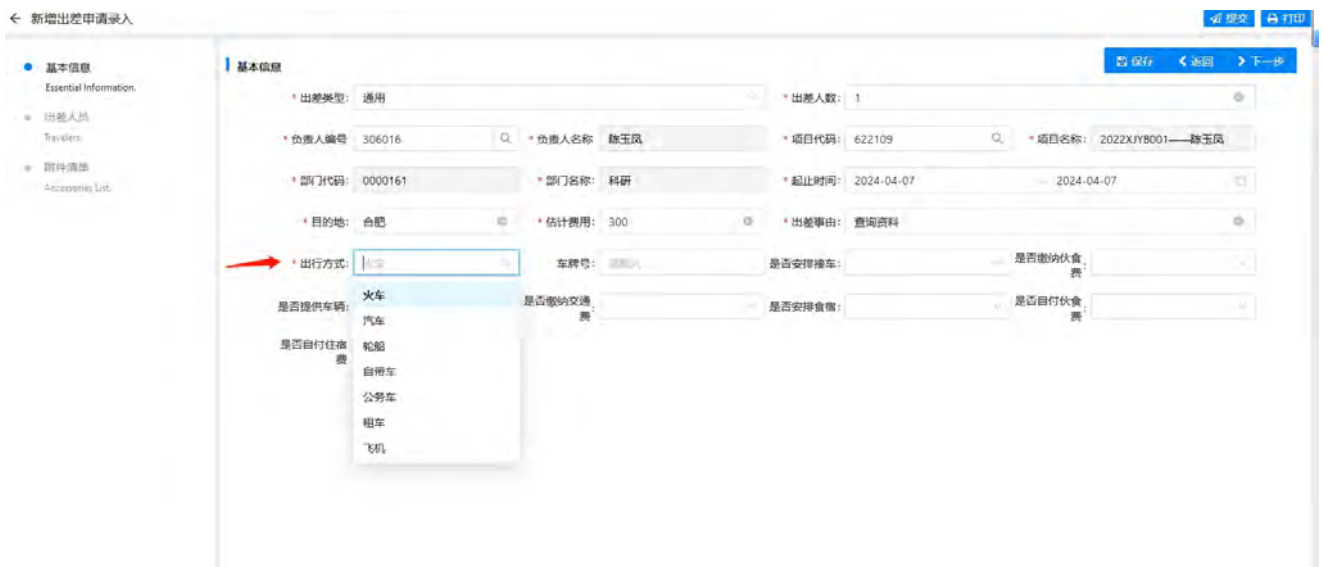 新增出差申请录入
提交 打印
基本信息
Essential Information.
出差人员
Travelers
附件清单
Accessories List.
基本信息
保存 返回 下一步
* 出差类型: 通用 * 出差人数: 1
* 负责人编号 306016 * 负责人名称 陈玉凤 * 项目代码: 622109 * 项目名称: 2022XJYB001——陈玉凤
* 部门代码: 0000161 * 部门名称: 科研 * 起止时间: 2024-04-07 ~ 2024-04-07
* 目的地: 合肥 * 估计费用: 300 * 出差事由: 查询资料
* 出行方式: 火车 车牌号: 请输入 是否安排接车: 是否缴纳伙食费:
火车
是否提供车辆: 是否缴纳交通费: 是否安排食宿: 是否自付伙食费:
汽车
是否自付住宿费
轮船
自带车
公务车
租车
飞机